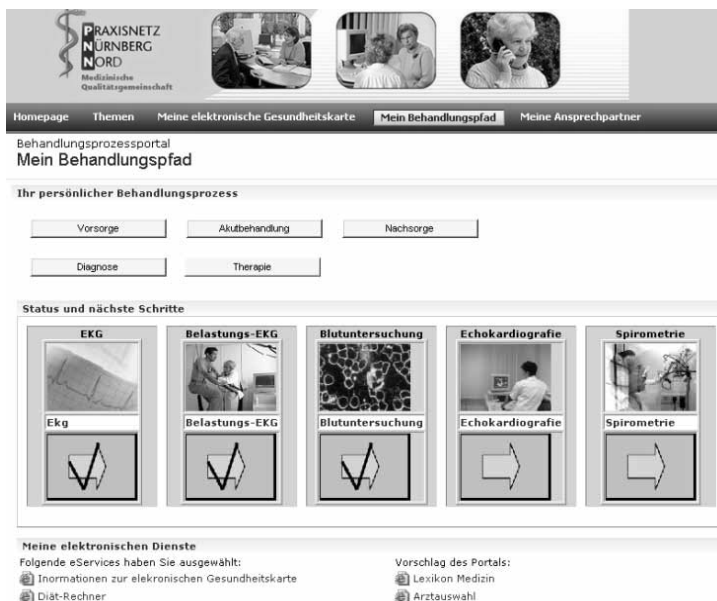 PRAXISNETZ
NÜRNBERG
NORD
Medizinische
Qualitätsgemeinschaft
Homepage Themen Meine elektronische Gesundheitskarte Mein Behandlungspfad Meine Ansprechpartner
Behandlungsprozessportal
Mein Behandlungspfad
Ihr persönlicher Behandlungsprozess
Vorsorge Akutbehandlung Nachsorge
Diagnose Therapie
Status und nächste Schritte
EKG Belastungs-EKG Blutuntersuchung Echokardiografie Spirometrie
Ekg Belastungs-EKG Blutuntersuchung Echokardiografie Spirometrie
Meine elektronischen Dienste
Folgende eServices haben Sie ausgewählt: Vorschlag des Portals:
Inormationen zur elekronischen Gesundheitskarte Lexikon Medizin
Diät-Rechner Arztauswahl